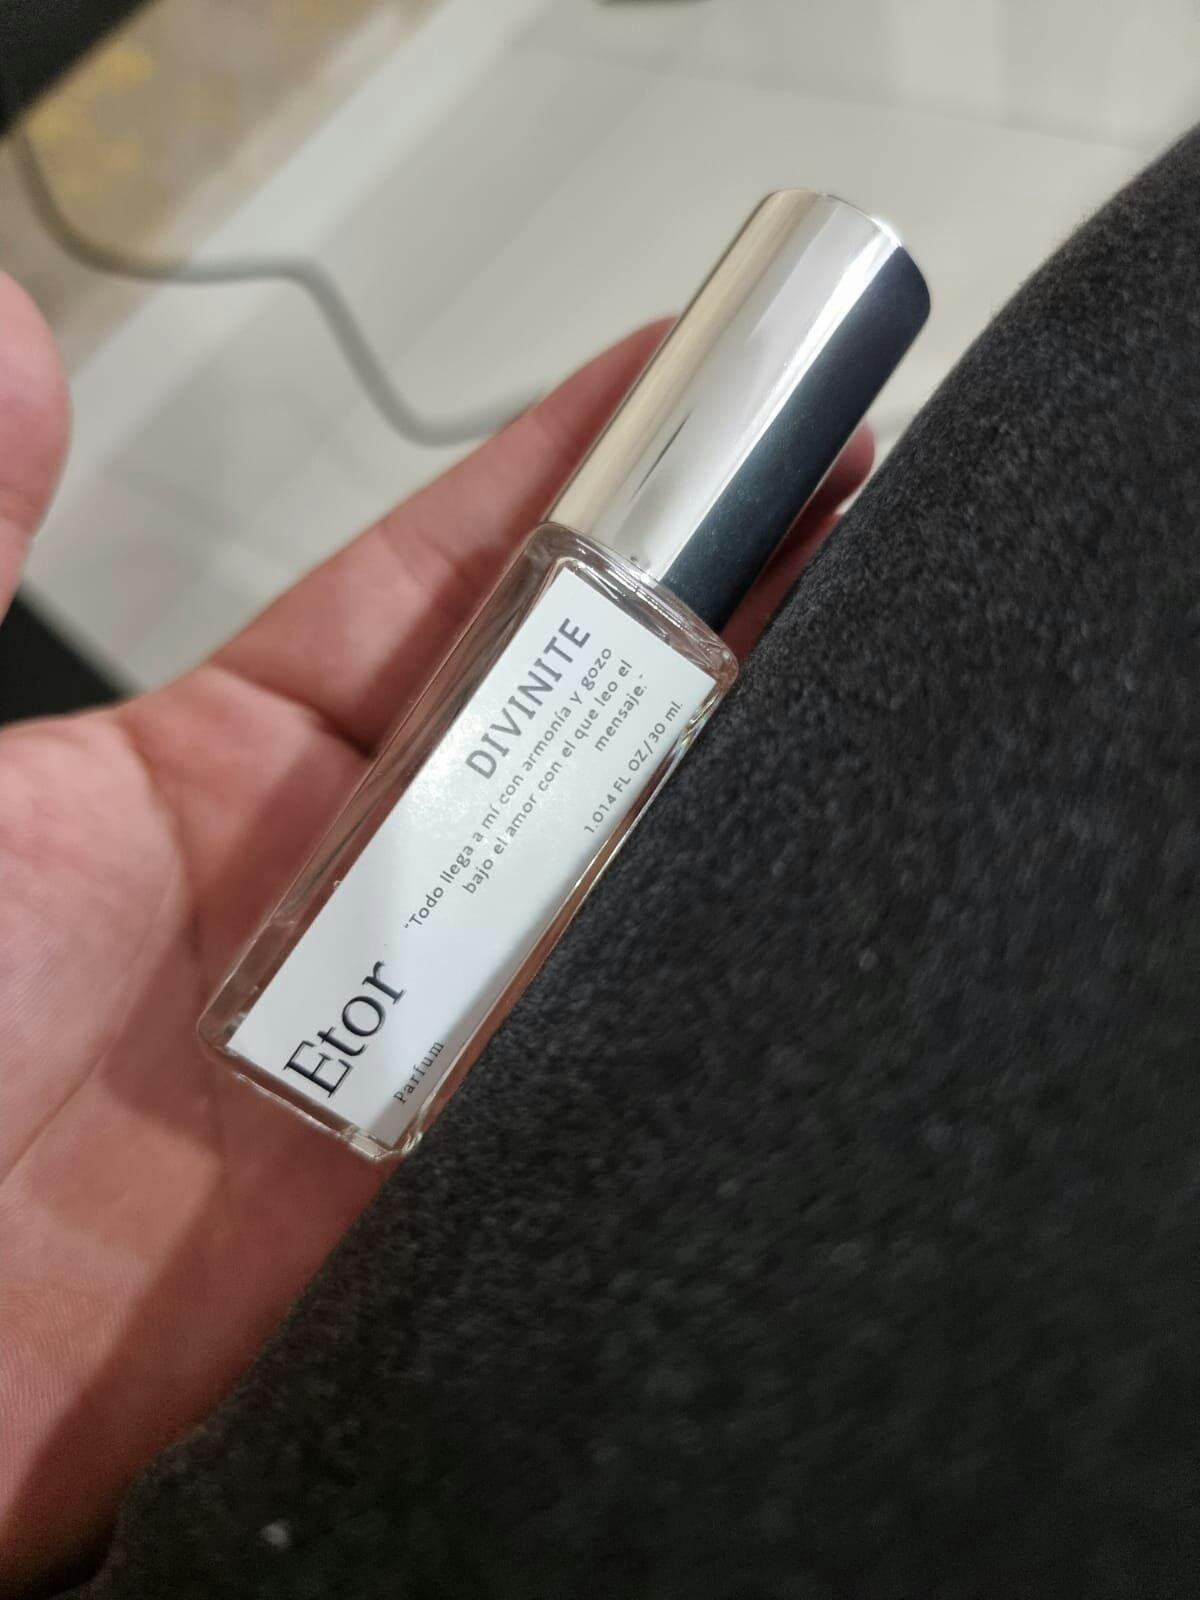 Etor
Parfum
DIVINITE
"Todo llega a mí con armonía y gozo
bajo el amor con el que leo el
mensaje."
1.014 FL OZ/30 ml.